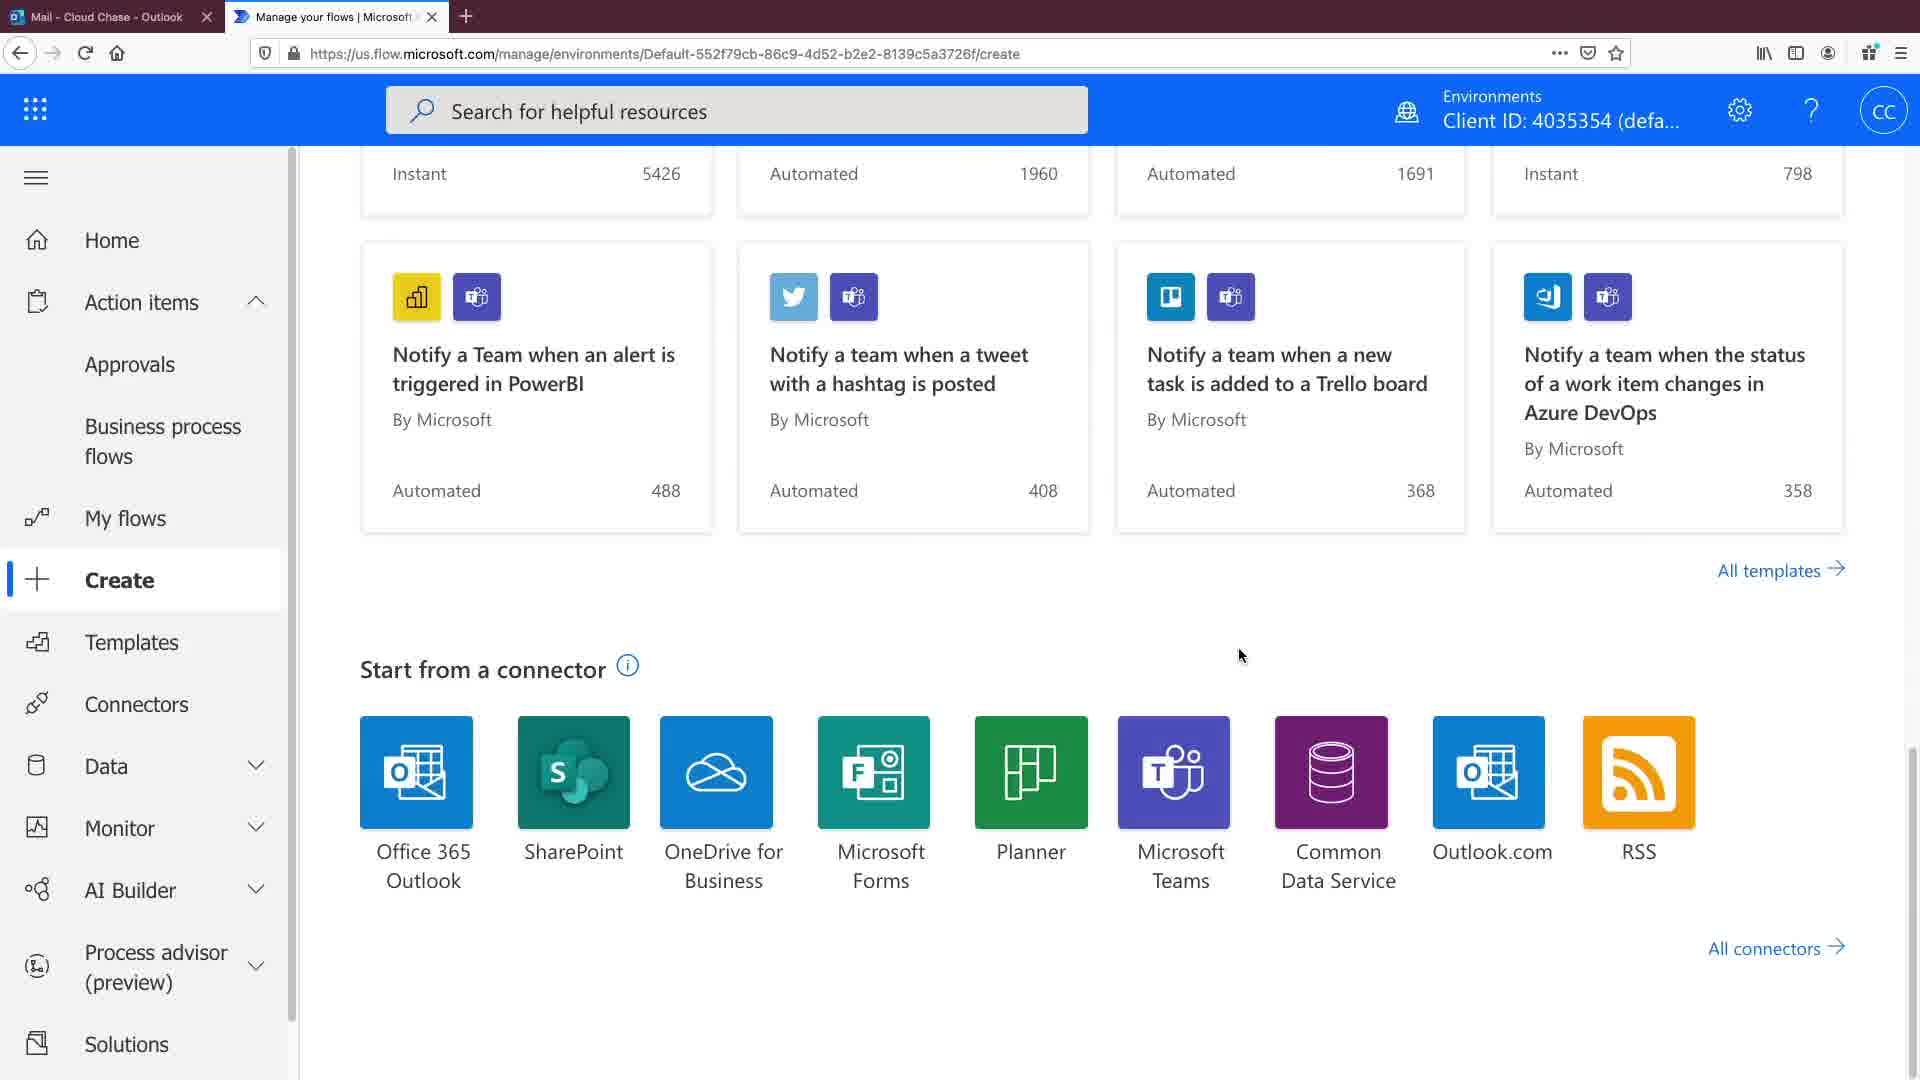 Mail - Cloud Chase - Outlook
Manage your flows | Microsoft
https://us.flow.microsoft.com/manage/environments/Default-552f79cb-86c9-4d52-b2e2-8139c5a3726f/create
Search for helpful resources
Environments
Client ID: 4035354 (defa...
?
CC
Instant 5426
Automated 1960
Automated 1691
Instant 798
Home
Action items
Approvals
Business process
flows
My flows
Create
Templates
Connectors
Data
Monitor
AI Builder
Process advisor
(preview)
Solutions
Notify a Team when an alert is
triggered in PowerBI
By Microsoft
Automated 488
Notify a team when a tweet
with a hashtag is posted
By Microsoft
Automated 408
Notify a team when a new
task is added to a Trello board
By Microsoft
Automated 368
Notify a team when the status
of a work item changes in
Azure DevOps
By Microsoft
Automated 358
All templates
Start from a connector
Office 365
Outlook
SharePoint
OneDrive for
Business
Microsoft
Forms
Planner
Microsoft
Teams
Common
Data Service
Outlook.com
RSS
All connectors